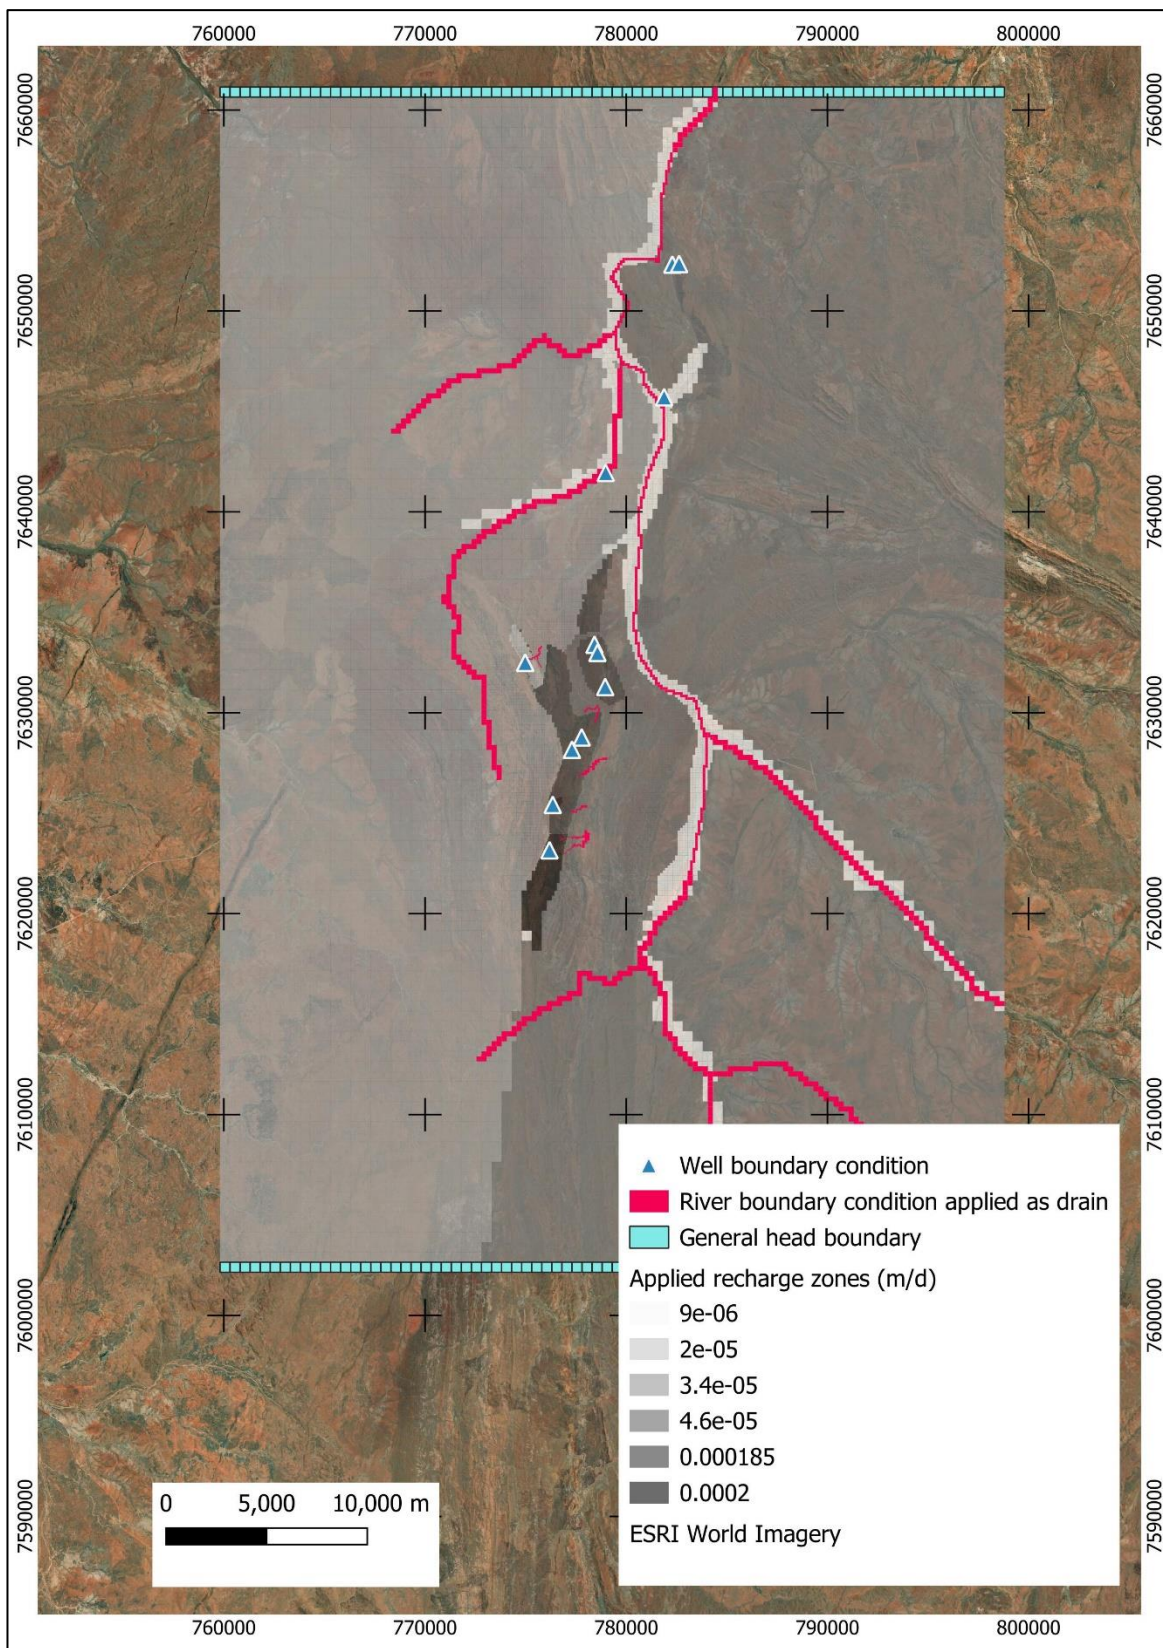 760000 770000 780000 790000 800000
7660000 7660000
7650000 7650000
7640000 7640000
7630000 7630000
7620000 7620000
7610000 7610000
Well boundary condition
River boundary condition applied as drain
General head boundary
Applied recharge zones (m/d)
9e-06
7600000 7600000
2e-05
3.4e-05
4.6e-05
0.000185
0.0002
0 5,000 10,000 m
7590000 7590000
ESRI World Imagery
760000 770000 780000 790000 800000